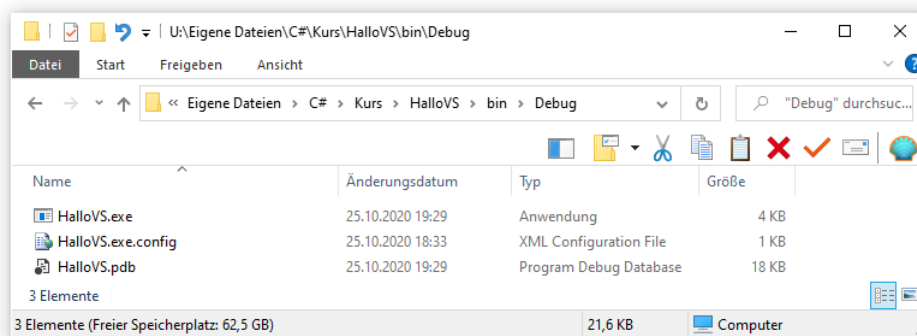 U:\Eigene Dateien\C#\Kurs\HalloVS\bin\Debug
Datei Start Freigeben Ansicht ?
« Eigene Dateien > C# > Kurs > HalloVS > bin > Debug "Debug" durchsuc...
Name Änderungsdatum Typ Größe
HalloVS.exe 25.10.2020 19:29 Anwendung 4 KB
HalloVS.exe.config 25.10.2020 18:33 XML Configuration File 1 KB
HalloVS.pdb 25.10.2020 19:29 Program Debug Database 18 KB
3 Elemente
3 Elemente (Freier Speicherplatz: 62,5 GB) 21,6 KB Computer